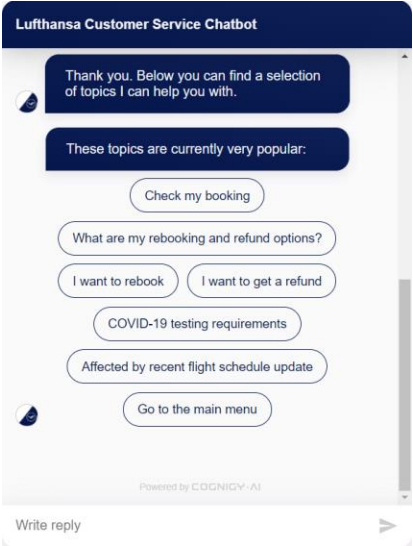 Lufthansa Customer Service Chatbot
Thank you. Below you can find a selection
of topics I can help you with.
These topics are currently very popular:
Check my booking
What are my rebooking and refund options?
I want to rebook
I want to get a refund
COVID-19 testing requirements
Affected by recent flight schedule update
Go to the main menu
Powered by COGNIGY·AI
Write reply